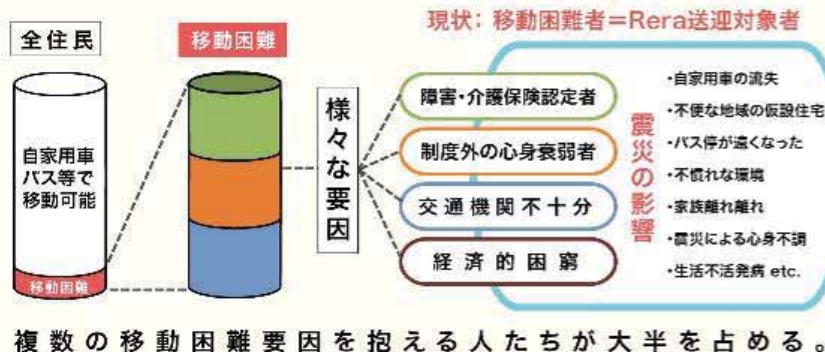 現状：移動困難者＝Rera送迎対象者
全住民
移動困難
自家用車
バス等で
移動可能
移動困難
様々な要因
障害・介護保険認定者
制度外の心身衰弱者
交通機関不十分
経済的困窮
震災の影響
・自家用車の流失
・不便な地域の仮設住宅
・バス停が遠くなった
・不慣れな環境
・家族離れ離れ
・震災による心身不調
・生活不活発病 etc.
複数の移動困難要因を抱える人たちが大半を占める。